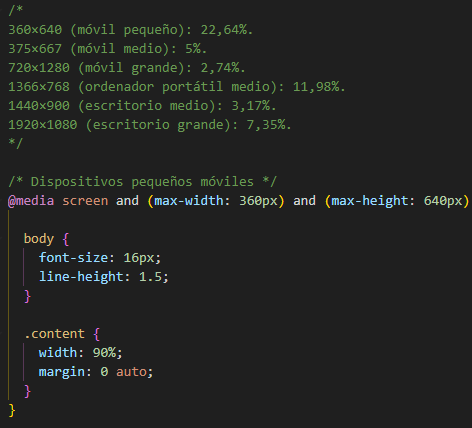 /*
360×640 (móvil pequeño): 22,64%.
375×667 (móvil medio): 5%.
720×1280 (móvil grande): 2,74%.
1366×768 (ordenador portátil medio): 11,98%.
1440×900 (escritorio medio): 3,17%.
1920×1080 (escritorio grande): 7,35%.
*/
/* Dispositivos pequeños móviles */
@media screen and (max-width: 360px) and (max-height: 640px)
body {
font-size: 16px;
line-height: 1.5;
}
.content {
width: 90%;
margin: 0 auto;
}
}